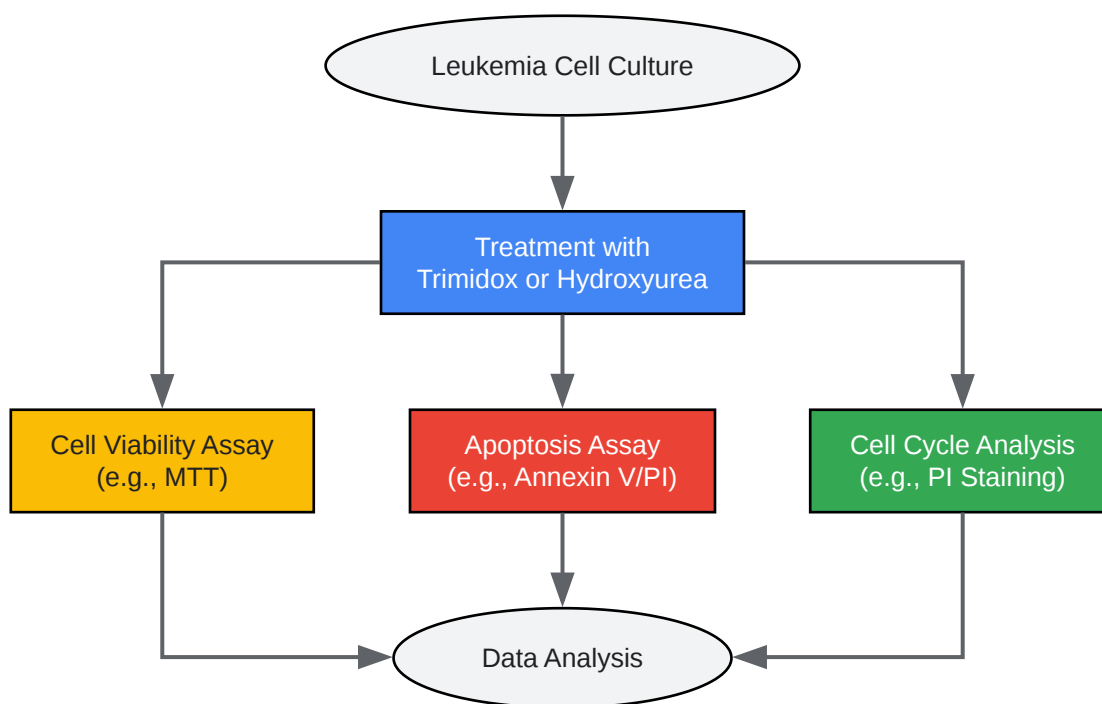 Leukemia Cell Culture
Treatment with
Trimidox or Hydroxyurea
Cell Viability Assay
(e.g., MTT)
Apoptosis Assay
(e.g., Annexin V/PI)
Cell Cycle Analysis
(e.g., PI Staining)
Data Analysis